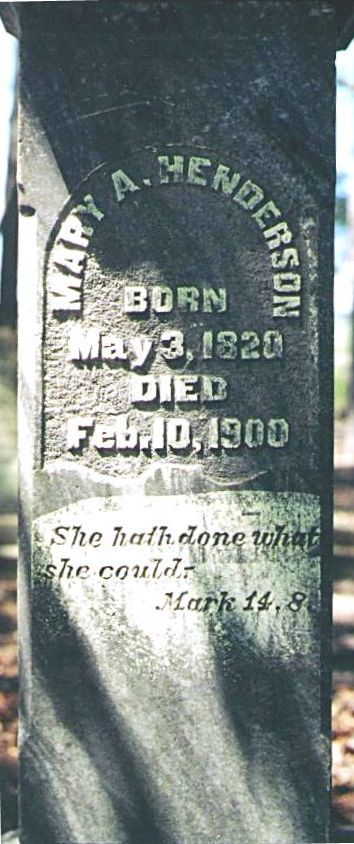 MARY A. HENDERSON
BORN
May 3, 1820
DIED
Feb. 10, 1900
She hath done what
she could:-
Mark 14, 8.